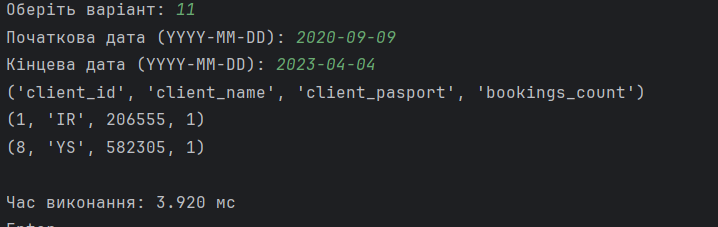 Оберіть варіант: 11
Початкова дата (YYYY-MM-DD): 2020-09-09
Кінцева дата (YYYY-MM-DD): 2023-04-04
('client_id', 'client_name', 'client_pasport', 'bookings_count')
(1, 'IR', 206555, 1)
(8, 'YS', 582305, 1)
Час виконання: 3.920 мс